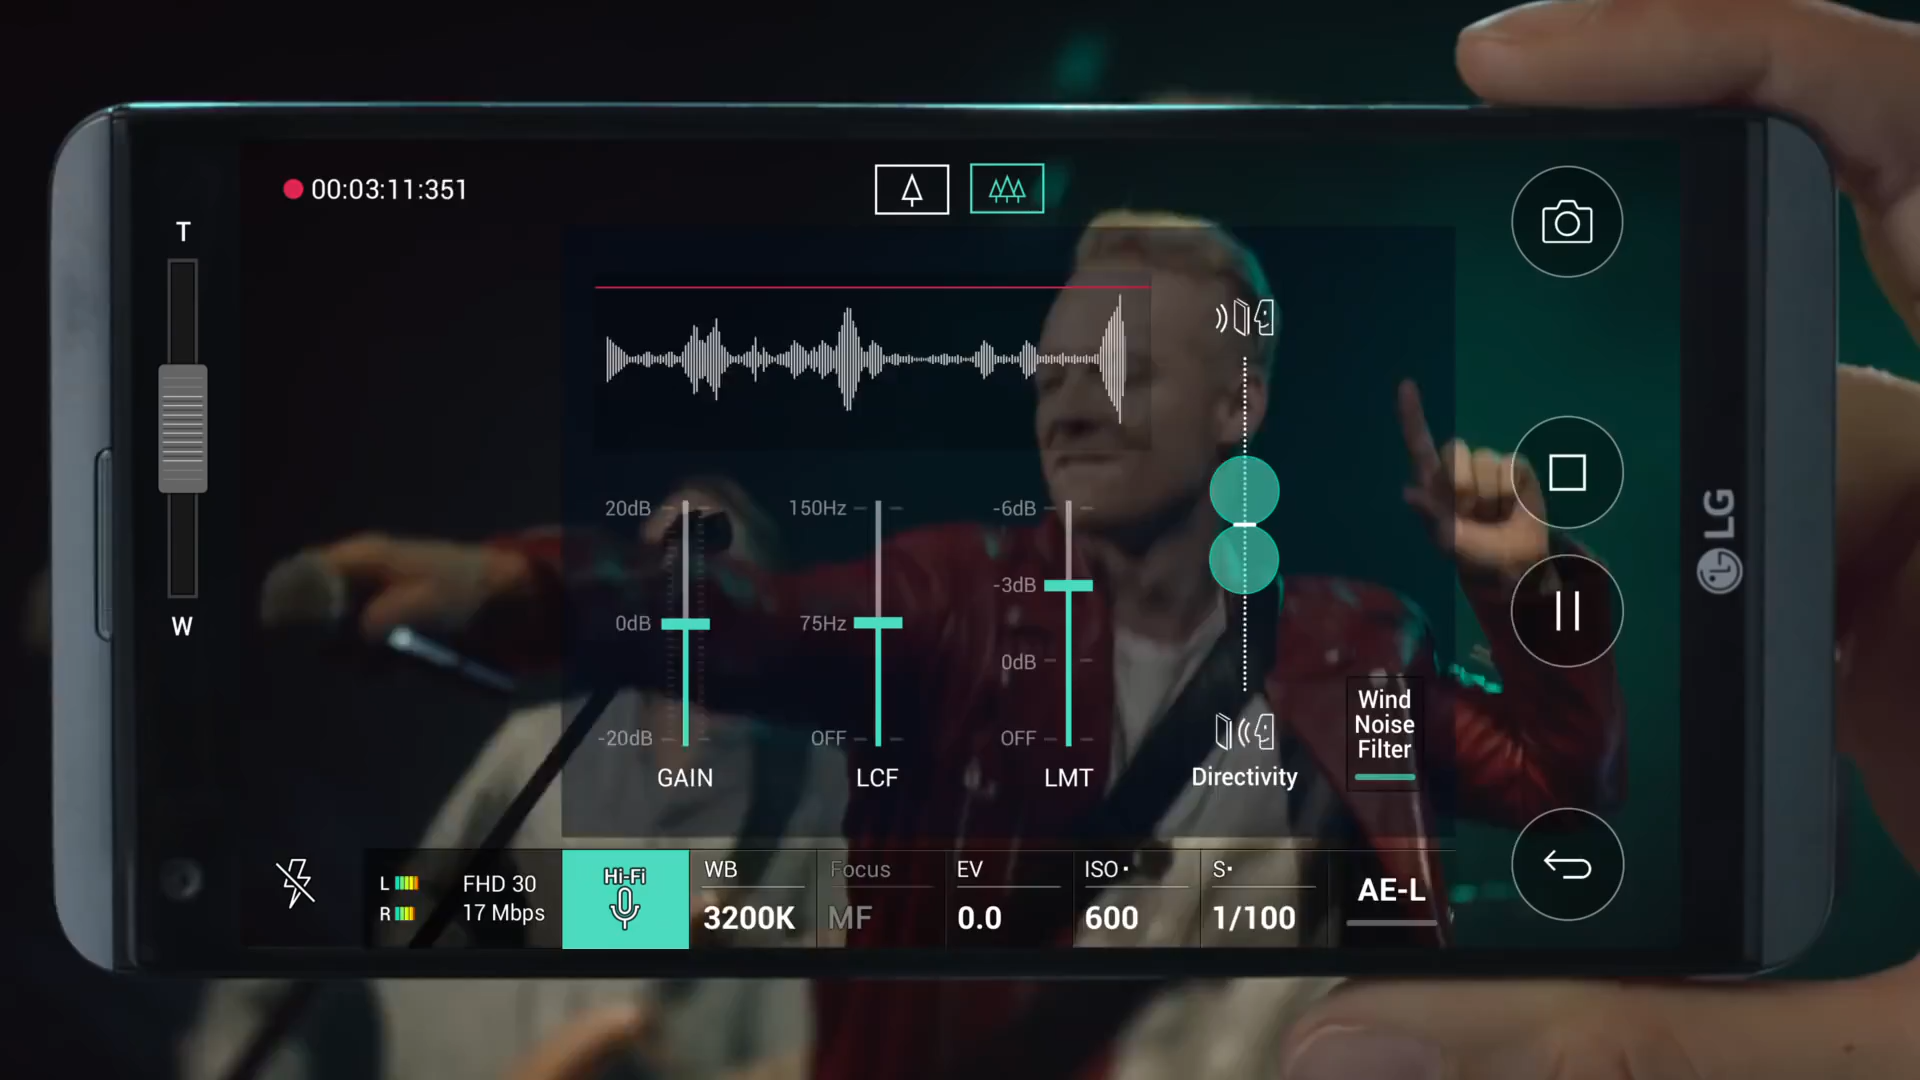 00:03:11:351
T
W
20dB
0dB
-20dB
GAIN
150Hz
75Hz
OFF
LCF
-6dB
-3dB
0dB
OFF
LMT
Directivity
Wind
Noise
Filter
LG
L
R
FHD 30
17 Mbps
Hi-Fi
WB
3200K
Focus
MF
EV
0.0
ISO·
600
S·
1/100
AE-L